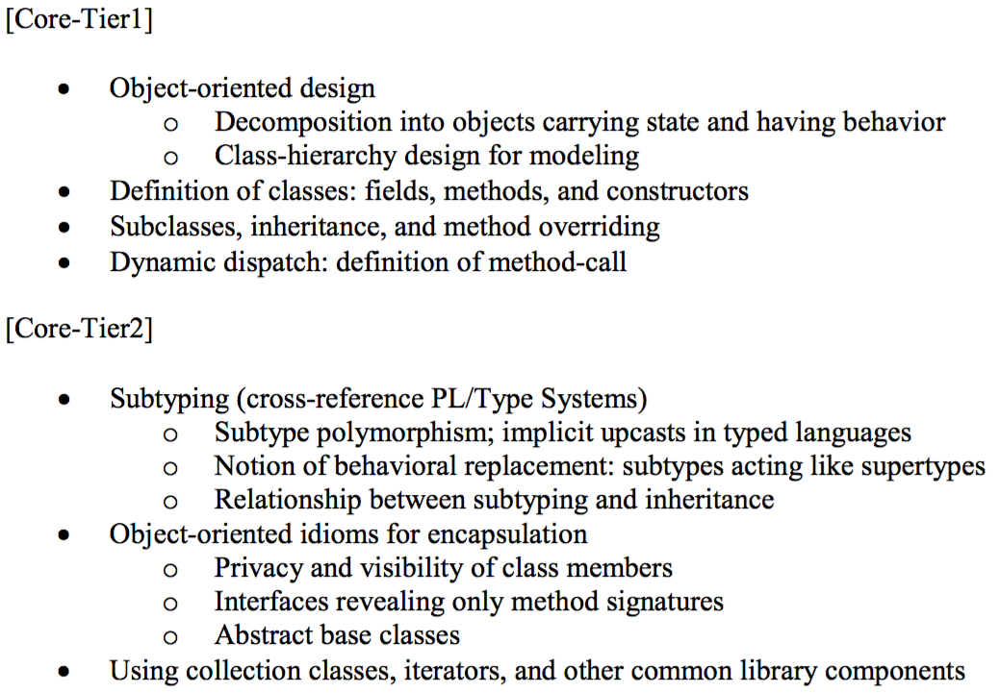 [Core-Tier1]
• Object-oriented design
o Decomposition into objects carrying state and having behavior
o Class-hierarchy design for modeling
• Definition of classes: fields, methods, and constructors
• Subclasses, inheritance, and method overriding
• Dynamic dispatch: definition of method-call
[Core-Tier2]
• Subtyping (cross-reference PL/Type Systems)
o Subtype polymorphism; implicit upcasts in typed languages
o Notion of behavioral replacement: subtypes acting like supertypes
o Relationship between subtyping and inheritance
• Object-oriented idioms for encapsulation
o Privacy and visibility of class members
o Interfaces revealing only method signatures
o Abstract base classes
• Using collection classes, iterators, and other common library components